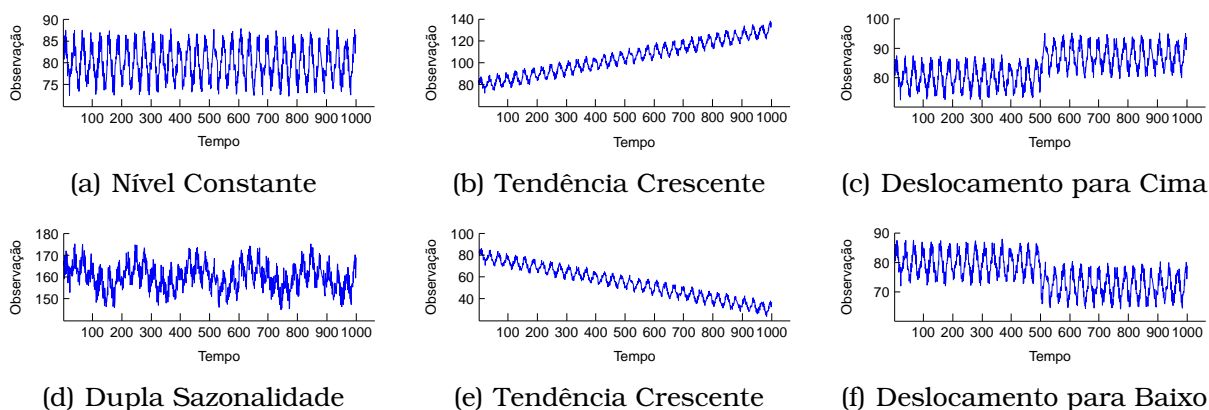 Observação
90
85
80
75
100 200 300 400 500 600 700 800 900 1000
Tempo
(a) Nível Constante
Observação
140
120
100
80
100 200 300 400 500 600 700 800 900 1000
Tempo
(b) Tendência Crescente
Observação
100
90
80
100 200 300 400 500 600 700 800 900 1000
Tempo
(c) Deslocamento para Cima
Observação
180
170
160
150
100 200 300 400 500 600 700 800 900 1000
Tempo
(d) Dupla Sazonalidade
Observação
100
80
60
40
100 200 300 400 500 600 700 800 900 1000
Tempo
(e) Tendência Crescente
Observação
90
80
70
100 200 300 400 500 600 700 800 900 1000
Tempo
(f) Deslocamento para Baixo